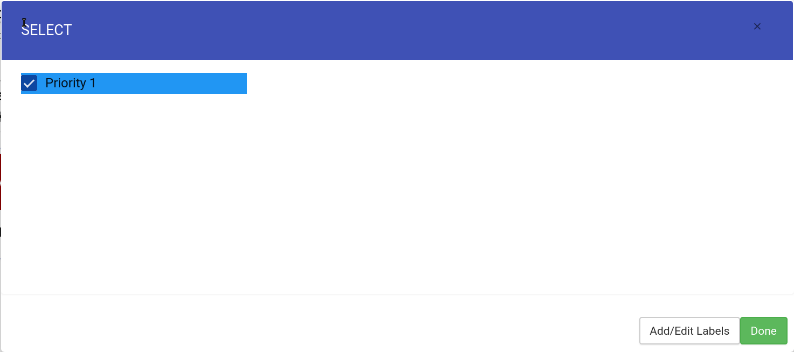 SELECT
×
Priority 1
Add/Edit Labels
Done